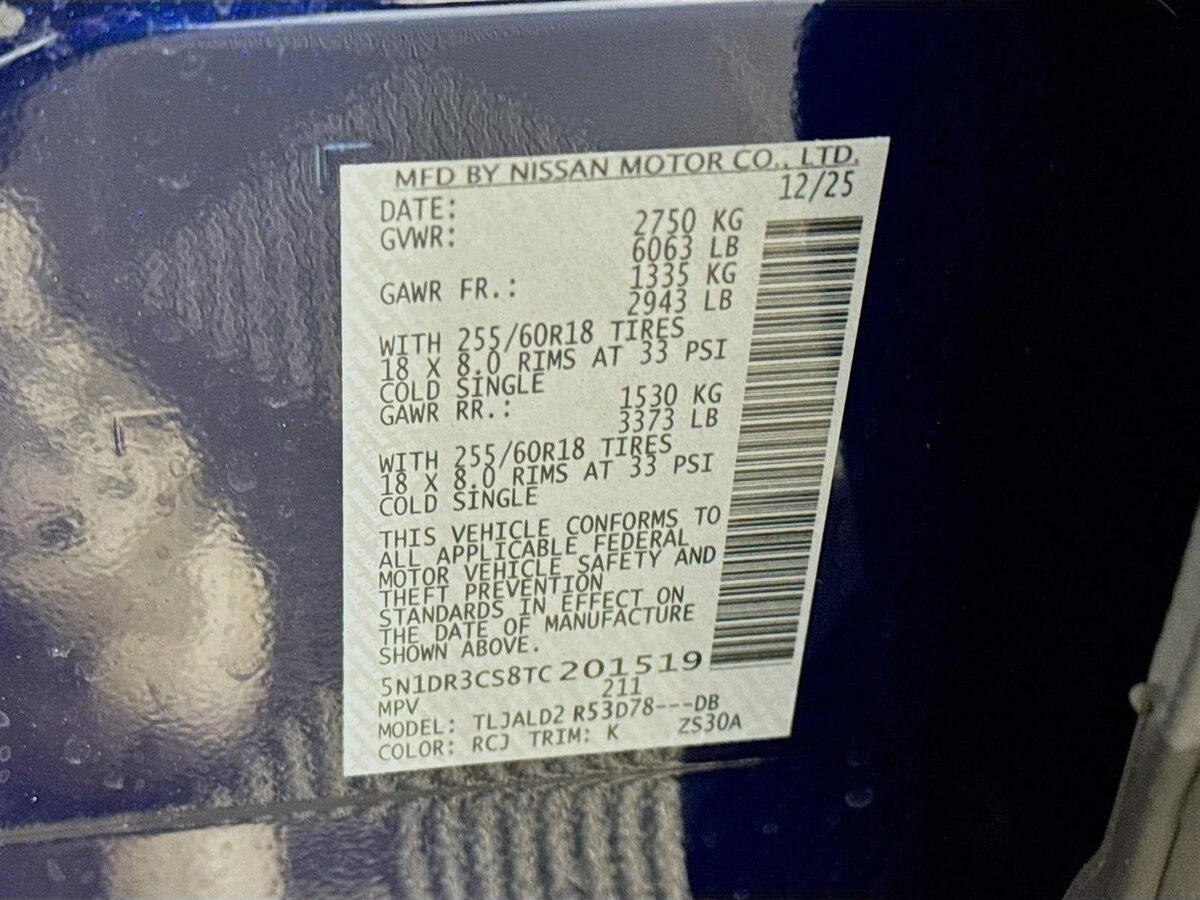 MFD BY NISSAN MOTOR CO., LTD.
DATE: 12/25
GVWR: 2750 KG
6063 LB
GAWR FR.: 1335 KG
2943 LB
WITH 255/60R18 TIRES
18 X 8.0 RIMS AT 33 PSI
COLD SINGLE
GAWR RR.: 1530 KG
3373 LB
WITH 255/60R18 TIRES
18 X 8.0 RIMS AT 33 PSI
COLD SINGLE
THIS VEHICLE CONFORMS TO
ALL APPLICABLE FEDERAL
MOTOR VEHICLE SAFETY AND
THEFT PREVENTION
STANDARDS IN EFFECT ON
THE DATE OF MANUFACTURE
SHOWN ABOVE.
5N1DR3CS8TC201519
MPV 211
MODEL: TLJALD2 R53D78---DB
COLOR: RCJ TRIM: K ZS30A